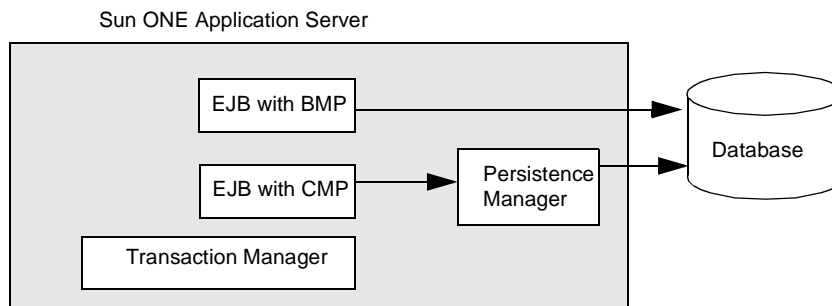 Sun ONE Application Server
EJB with BMP
Database
EJB with CMP
Persistence
Manager
Transaction Manager